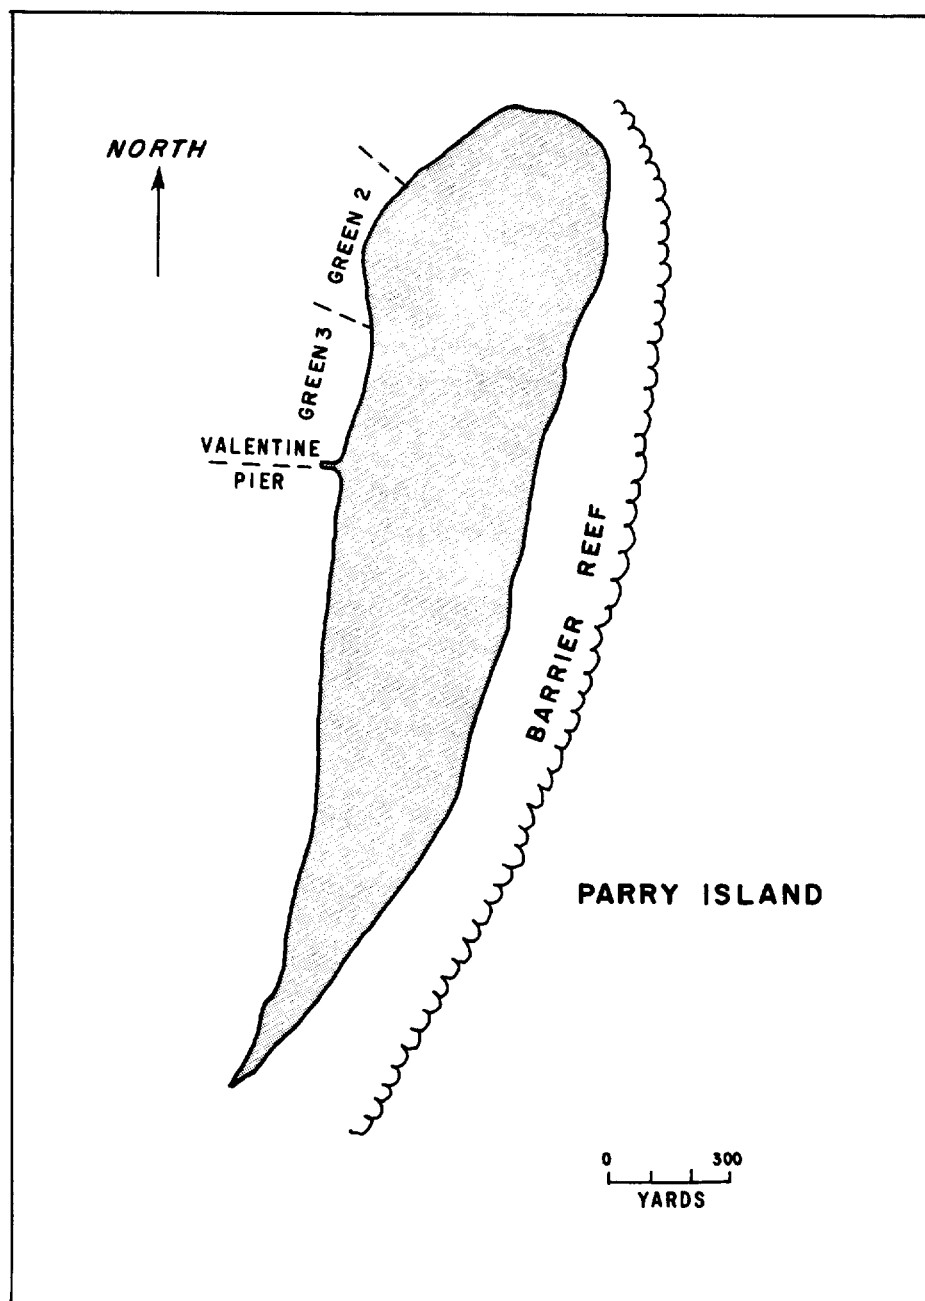 NORTH
GREEN 2
GREEN 3
VALENTINE
PIER
BARRIER REEF
PARRY ISLAND
0 300
YARDS